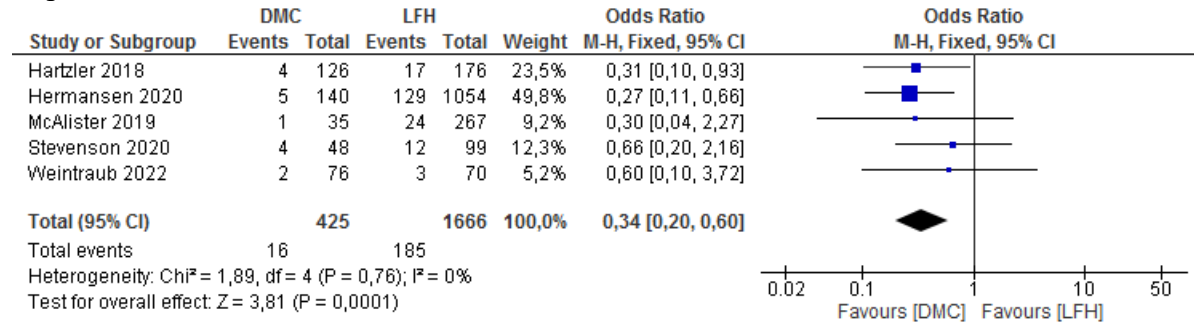 DMC LFH Odds Ratio Odds Ratio
Study or Subgroup Events Total Events Total Weight M-H, Fixed, 95% CI M-H, Fixed, 95% CI
Hartzler 2018 4 126 17 176 23,5% 0,31 [0,10, 0,93]
Hermansen 2020 5 140 129 1054 49,8% 0,27 [0,11, 0,66]
McAlister 2019 1 35 24 267 9,2% 0,30 [0,04, 2,27]
Stevenson 2020 4 48 12 99 12,3% 0,66 [0,20, 2,16]
Weintraub 2022 2 76 3 70 5,2% 0,60 [0,10, 3,72]
Total (95% CI) 425 1666 100,0% 0,34 [0,20, 0,60]
Total events 16 185
Heterogeneity: Chi² = 1,89, df = 4 (P = 0,76); I² = 0%
Test for overall effect: Z = 3,81 (P = 0,0001)
0.02 0.1 1 10 50
Favours [DMC] Favours [LFH]